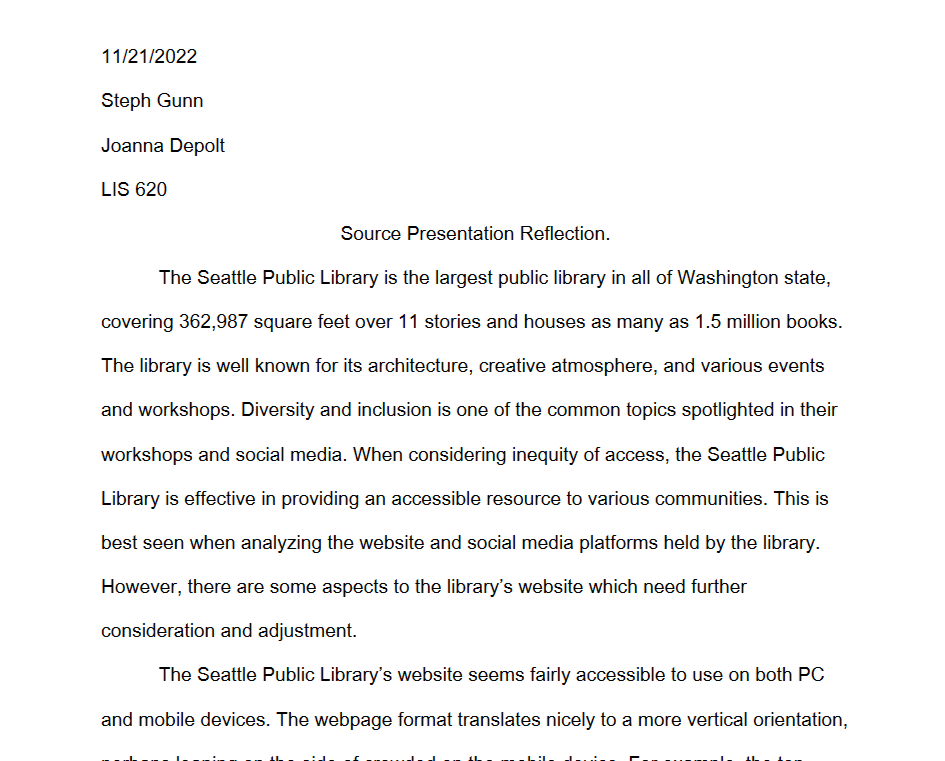 11/21/2022
Steph Gunn
Joanna Depolt
LIS 620
Source Presentation Reflection.
The Seattle Public Library is the largest public library in all of Washington state,
covering 362,987 square feet over 11 stories and houses as many as 1.5 million books.
The library is well known for its architecture, creative atmosphere, and various events
and workshops. Diversity and inclusion is one of the common topics spotlighted in their
workshops and social media. When considering inequity of access, the Seattle Public
Library is effective in providing an accessible resource to various communities. This is
best seen when analyzing the website and social media platforms held by the library.
However, there are some aspects to the library’s website which need further
consideration and adjustment.
The Seattle Public Library’s website seems fairly accessible to use on both PC
and mobile devices. The webpage format translates nicely to a more vertical orientation,